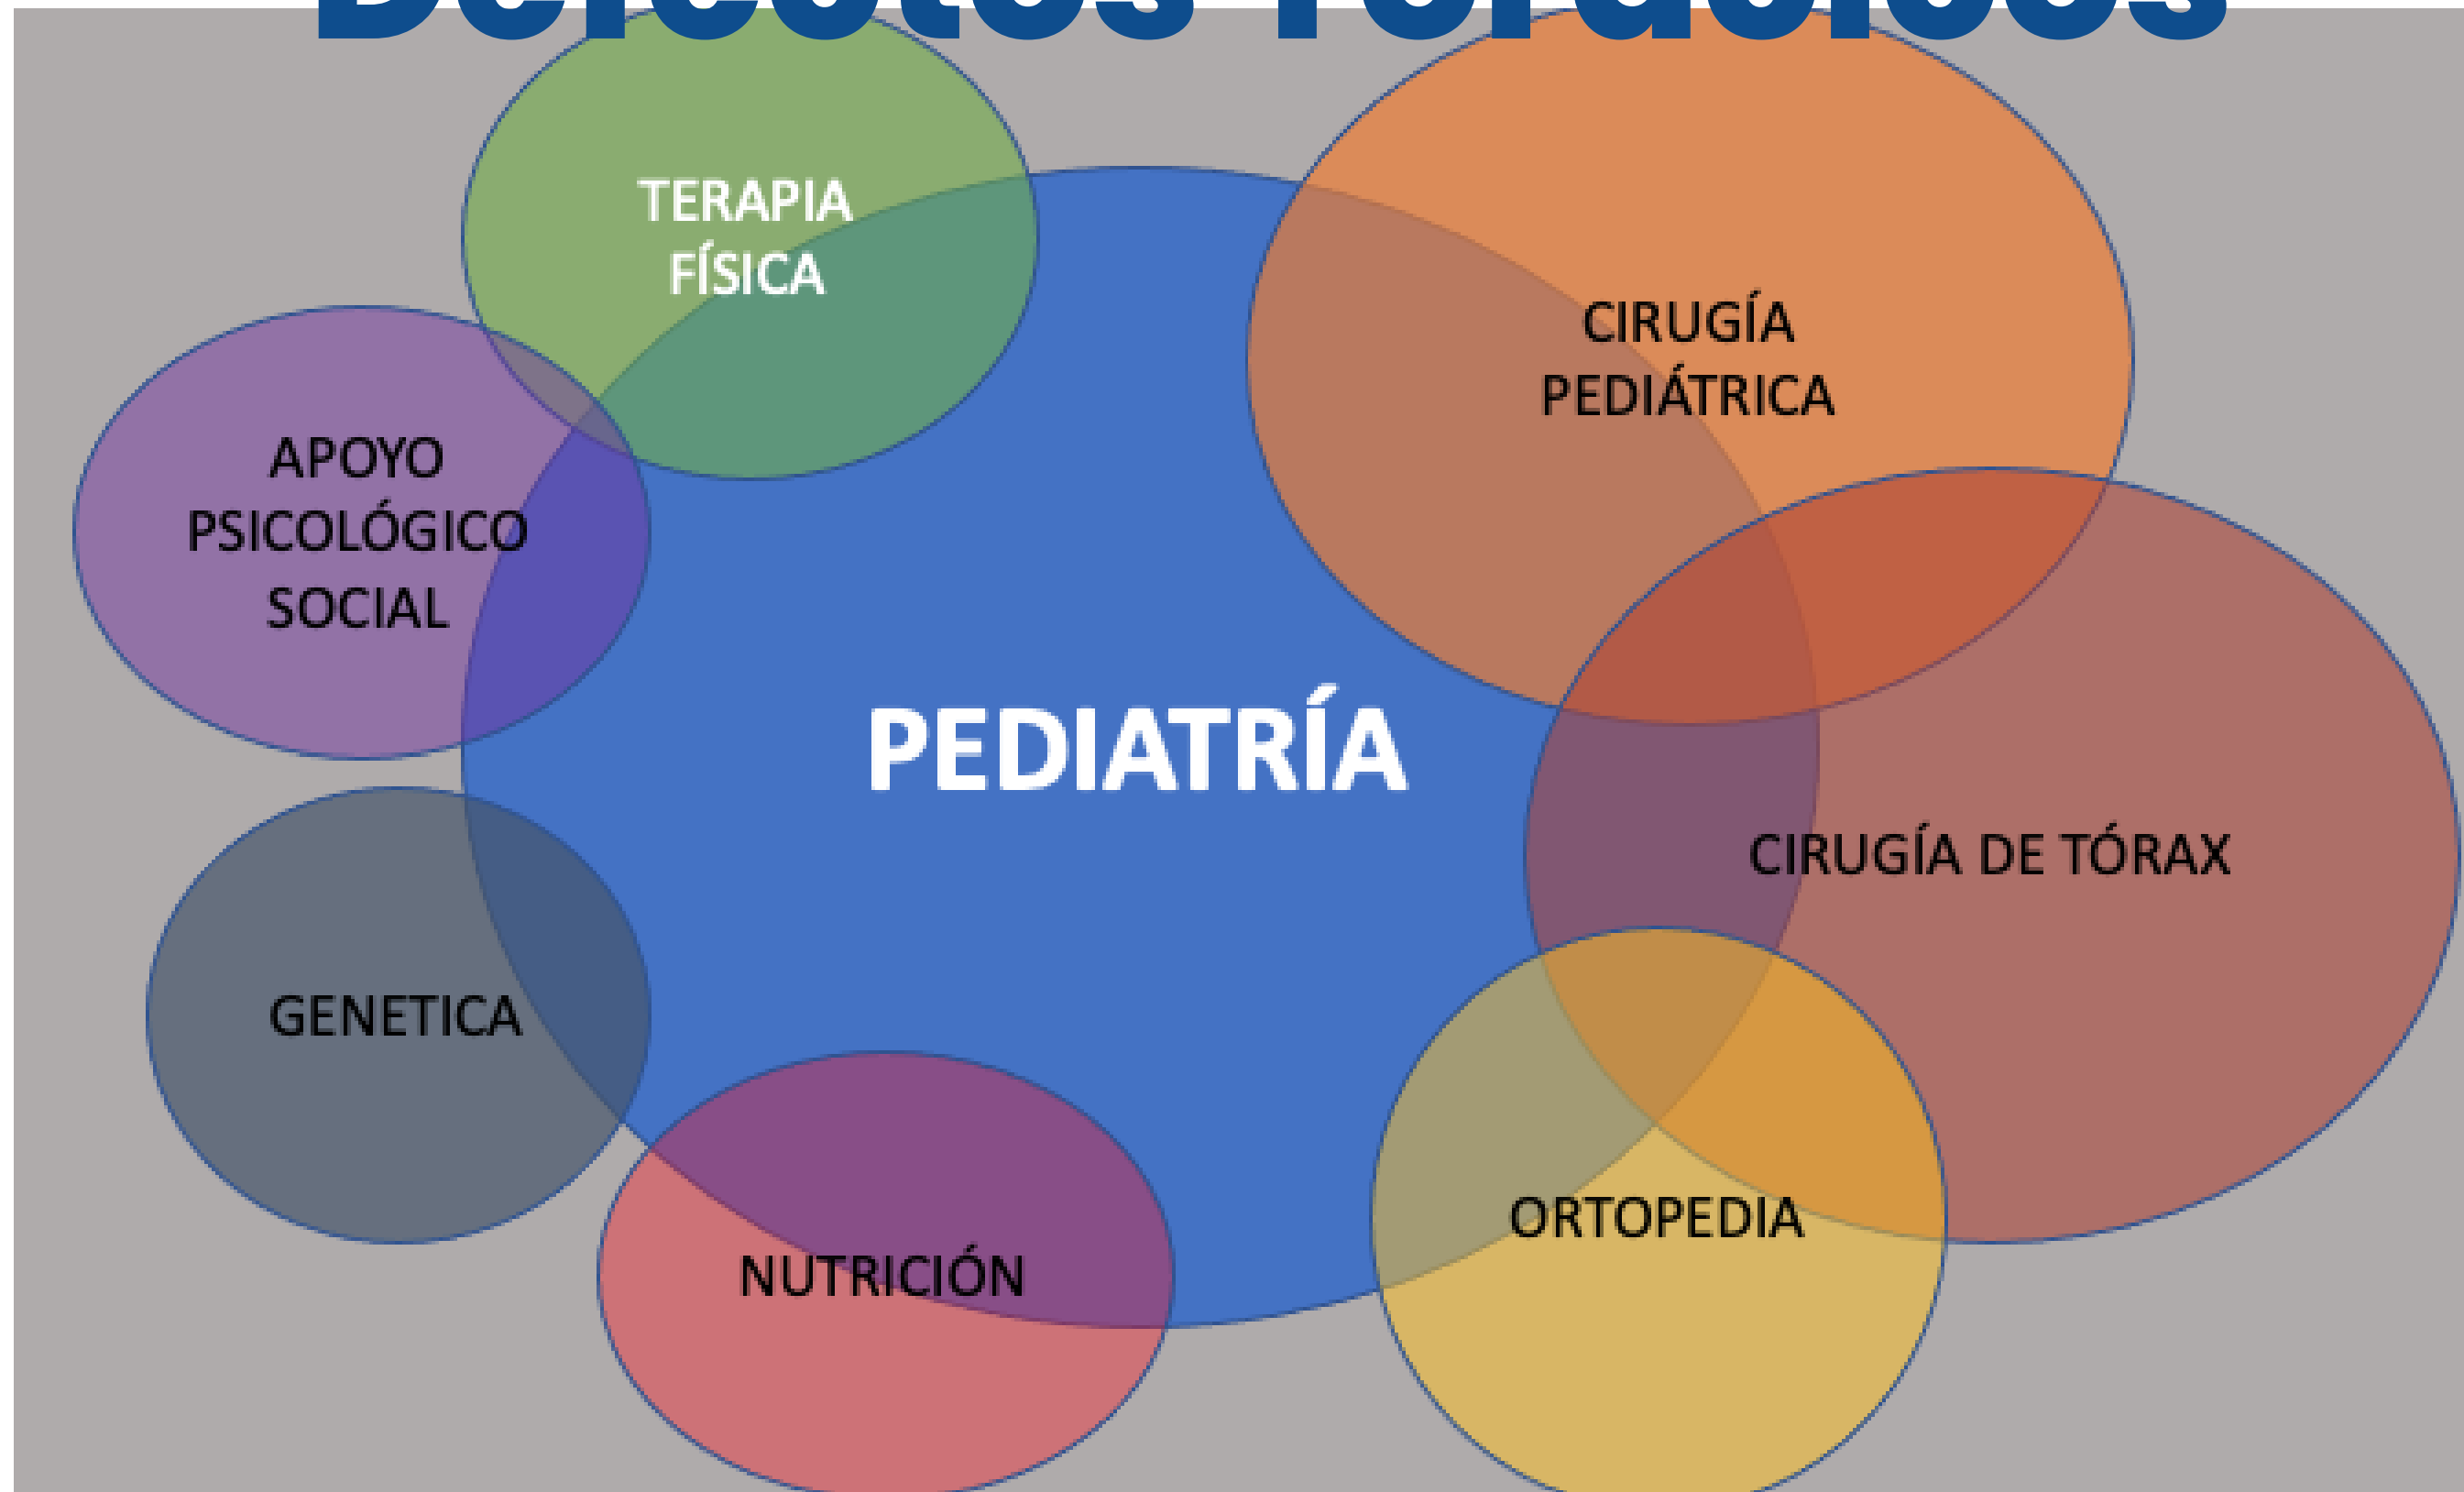 TERAPIA
FÍSICA
CIRUGÍA
PEDIÁTRICA
APOYO
PSICOLÓGICO
SOCIAL
PEDIATRÍA
CIRUGÍA DE TÓRAX
GENETICA
ORTOPEDIA
NUTRICIÓN